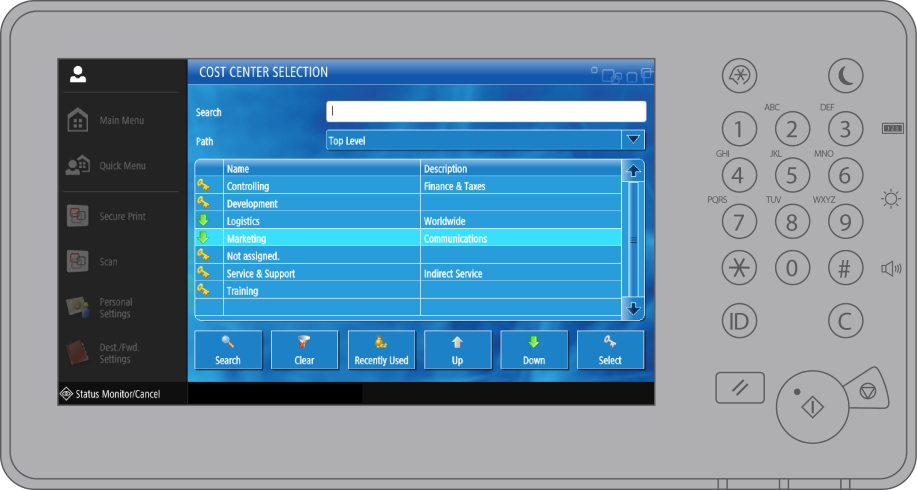 COST CENTER SELECTION
Search
Path
Top Level
Name Description
Controlling Finance & Taxes
Development
Logistics Worldwide
Marketing Communications
Not assigned.
Service & Support Indirect Service
Training
Search Clear Recently Used Up Down Select
Main Menu
Quick Menu
Secure Print
Scan
Personal
Settings
Dest./Fwd.
Settings
Status Monitor/Cancel
ABC DEF
1 2 3
123
GHI JKL MNO
4 5 6
PQRS TUV WXYZ
7 8 9
0 #
ID C